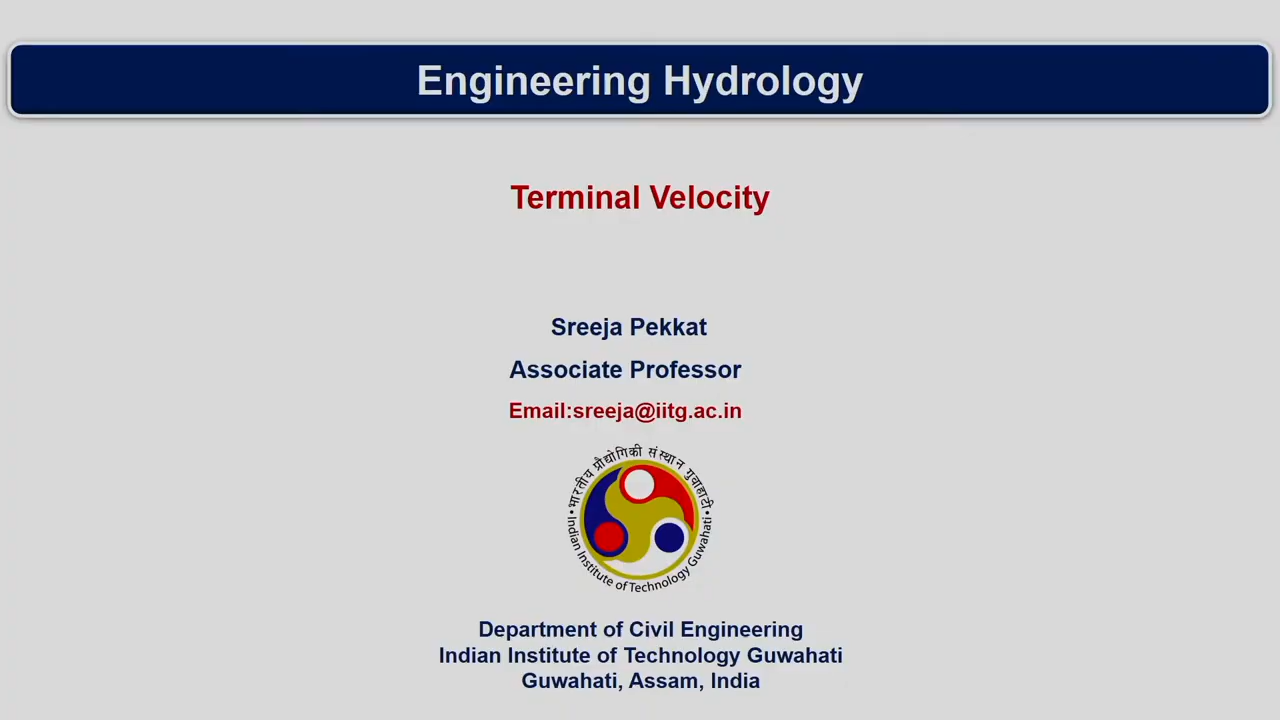 Engineering Hydrology
Terminal Velocity
Sreeja Pekkat
Associate Professor
Email:sreeja@iitg.ac.in
भारतीय प्रौद्योगिकी संस्थान गुवाहाटी
Indian Institute of Technology Guwahati
Department of Civil Engineering
Indian Institute of Technology Guwahati
Guwahati, Assam, India